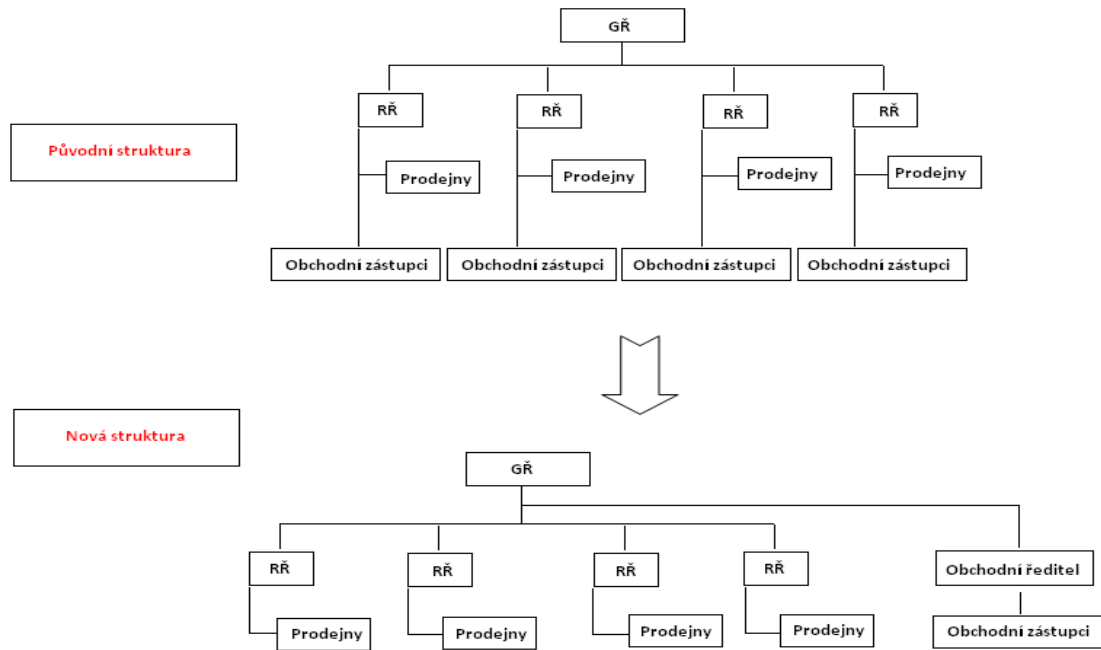 GŘ
RŘ
RŘ
RŘ
RŘ
Původní struktura
Prodejny
Prodejny
Prodejny
Prodejny
Obchodní zástupci
Obchodní zástupci
Obchodní zástupci
Obchodní zástupci
Nová struktura
GŘ
RŘ
RŘ
RŘ
RŘ
Obchodní ředitel
Prodejny
Prodejny
Prodejny
Prodejny
Obchodní zástupci